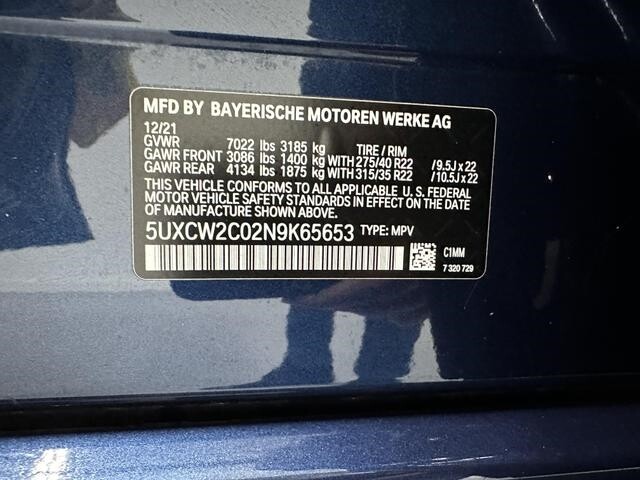 MFD BY BAYERISCHE MOTOREN WERKE AG
12/21
GVWR 7022 lbs 3185 kg TIRE / RIM
GAWR FRONT 3086 lbs 1400 kg WITH 275/40 R22 /9.5J x 22
GAWR REAR 4134 lbs 1875 kg WITH 315/35 R22 /10.5J x 22
THIS VEHICLE CONFORMS TO ALL APPLICABLE U. S. FEDERAL
MOTOR VEHICLE SAFETY STANDARDS IN EFFECT ON THE DATE
OF MANUFACTURE SHOWN ABOVE.
5UXCW2C02N9K65653 TYPE: MPV
C1MM
7 320 729